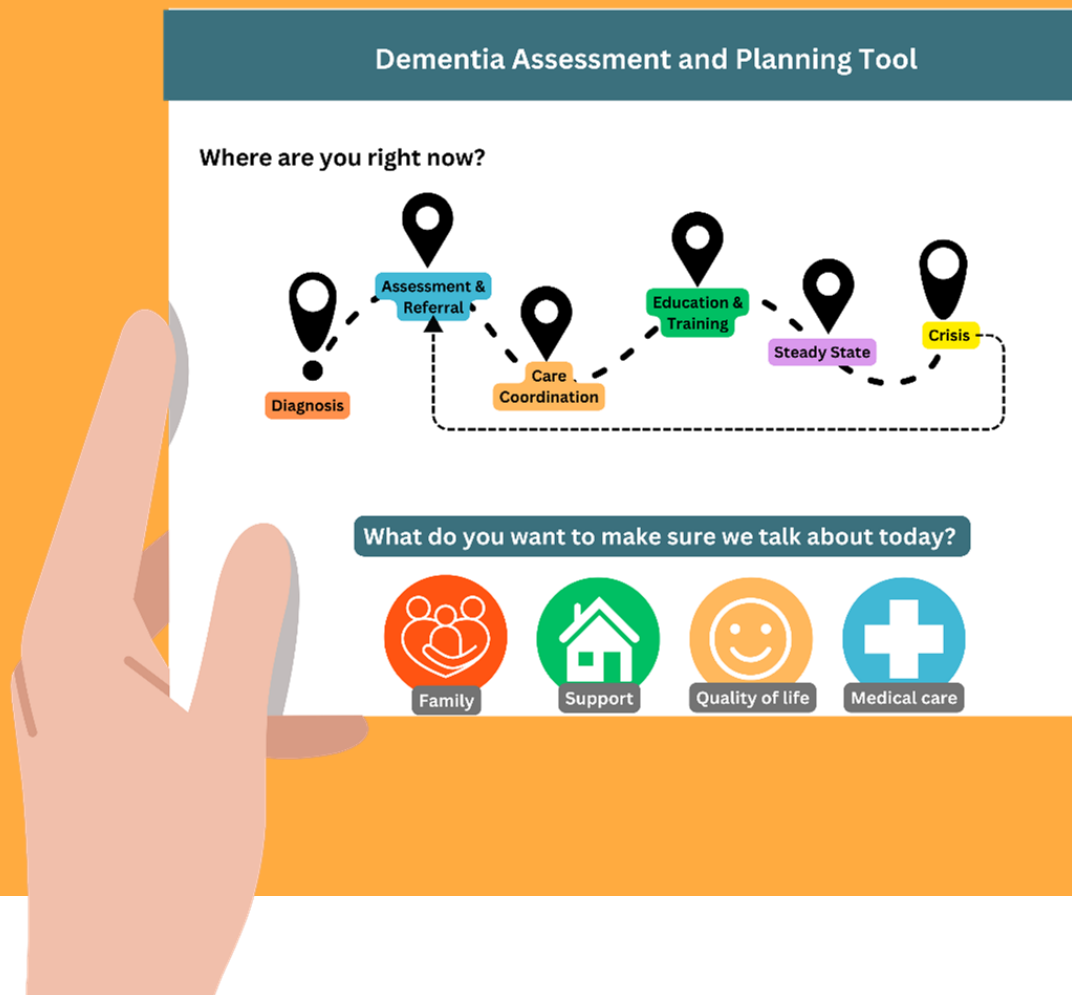 Dementia Assessment and Planning Tool
Where are you right now?
Diagnosis
Assessment &
Referral
Care
Coordination
Education &
Training
Steady State
Crisis
What do you want to make sure we talk about today?
Family
Support
Quality of life
Medical care